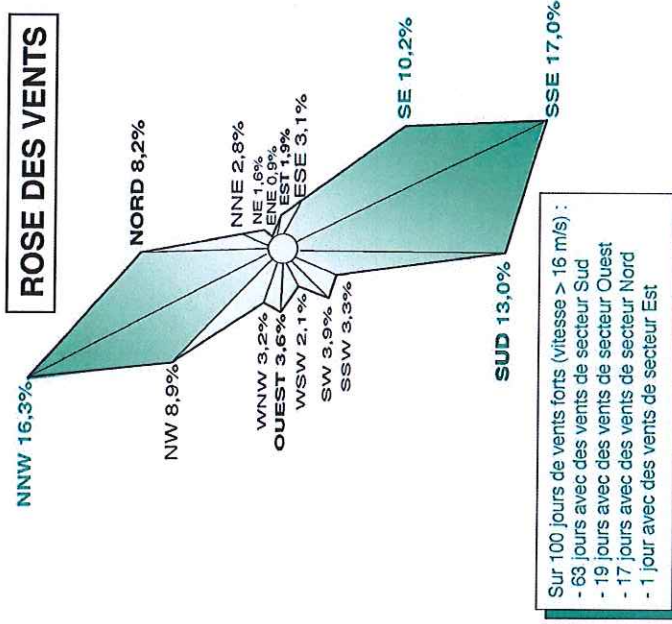 ROSE DES VENTS
NNW 16,3%
NORD 8,2%
NW 8,9%
NNE 2,8%
NE 1,6%
ENE 0,9%
EST 1,9%
ESE 3,1%
WNW 3,2%
OUEST 3,6%
WSW 2,1%
SW 3,9%
SSW 3,3%
SE 10,2%
SUD 13,0%
SSE 17,0%
Sur 100 jours de vents forts (vitesse > 16 m/s) :
- 63 jours avec des vents de secteur Sud
- 19 jours avec des vents de secteur Ouest
- 17 jours avec des vents de secteur Nord
- 1 jour avec des vents de secteur Est